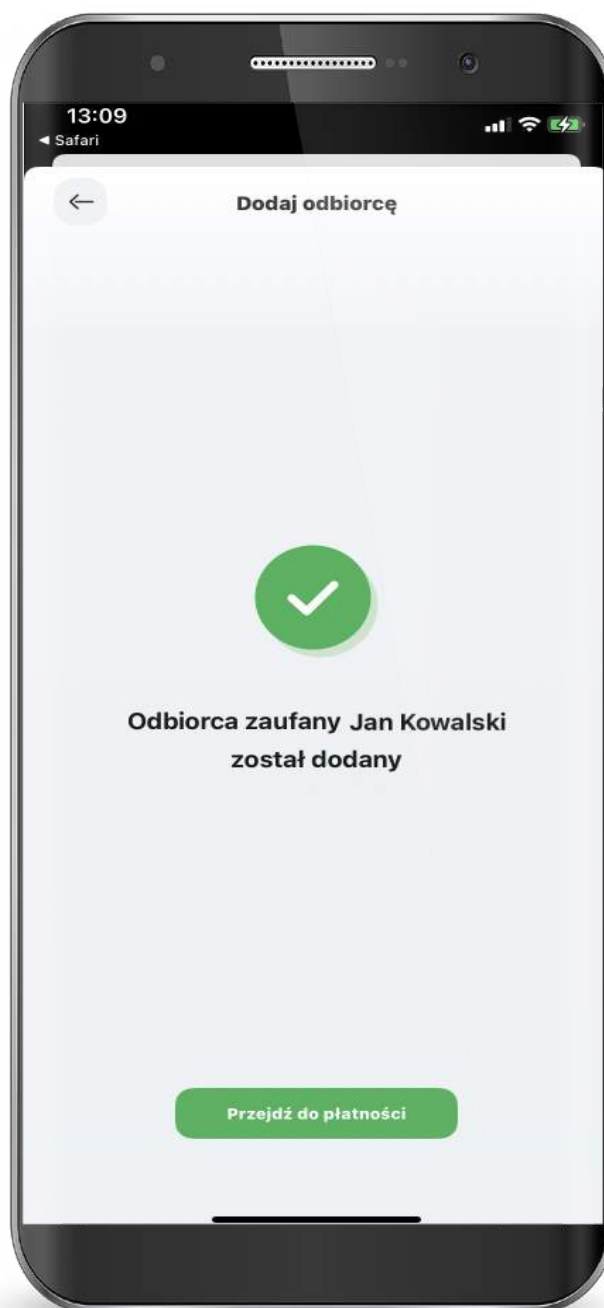 13:09
◀ Safari
Dodaj odbiorcę
Odbiorca zaufany Jan Kowalski
został dodany
Przejdź do płatności